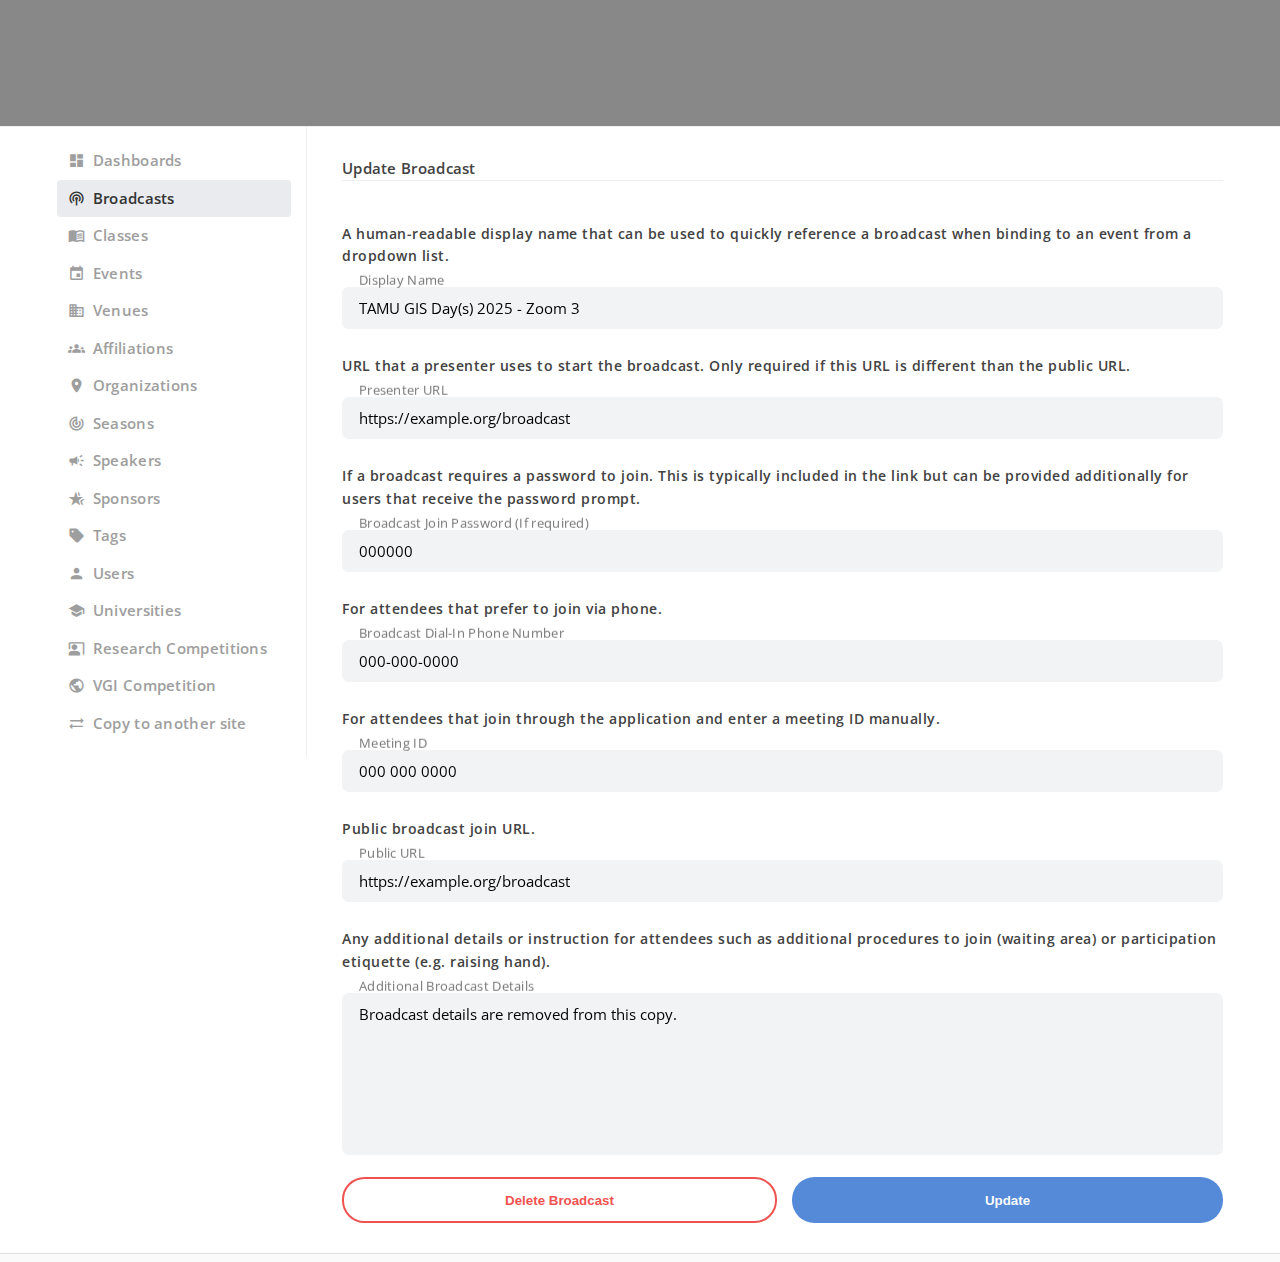 Dashboards
Broadcasts
Classes
Events
Venues
Affiliations
Organizations
Seasons
Speakers
Sponsors
Tags
Users
Universities
Research Competitions
VGI Competition
Copy to another site
Update Broadcast
A human-readable display name that can be used to quickly reference a broadcast when binding to an event from a
dropdown list.
Display Name
TAMU GIS Day(s) 2025 - Zoom 3
URL that a presenter uses to start the broadcast. Only required if this URL is different than the public URL.
Presenter URL
https://example.org/broadcast
If a broadcast requires a password to join. This is typically included in the link but can be provided additionally for
users that receive the password prompt.
Broadcast Join Password (If required)
000000
For attendees that prefer to join via phone.
Broadcast Dial-In Phone Number
000-000-0000
For attendees that join through the application and enter a meeting ID manually.
Meeting ID
000 000 0000
Public broadcast join URL.
Public URL
https://example.org/broadcast
Any additional details or instruction for attendees such as additional procedures to join (waiting area) or participation
etiquette (e.g. raising hand).
Additional Broadcast Details
Broadcast details are removed from this copy.
Delete Broadcast
Update